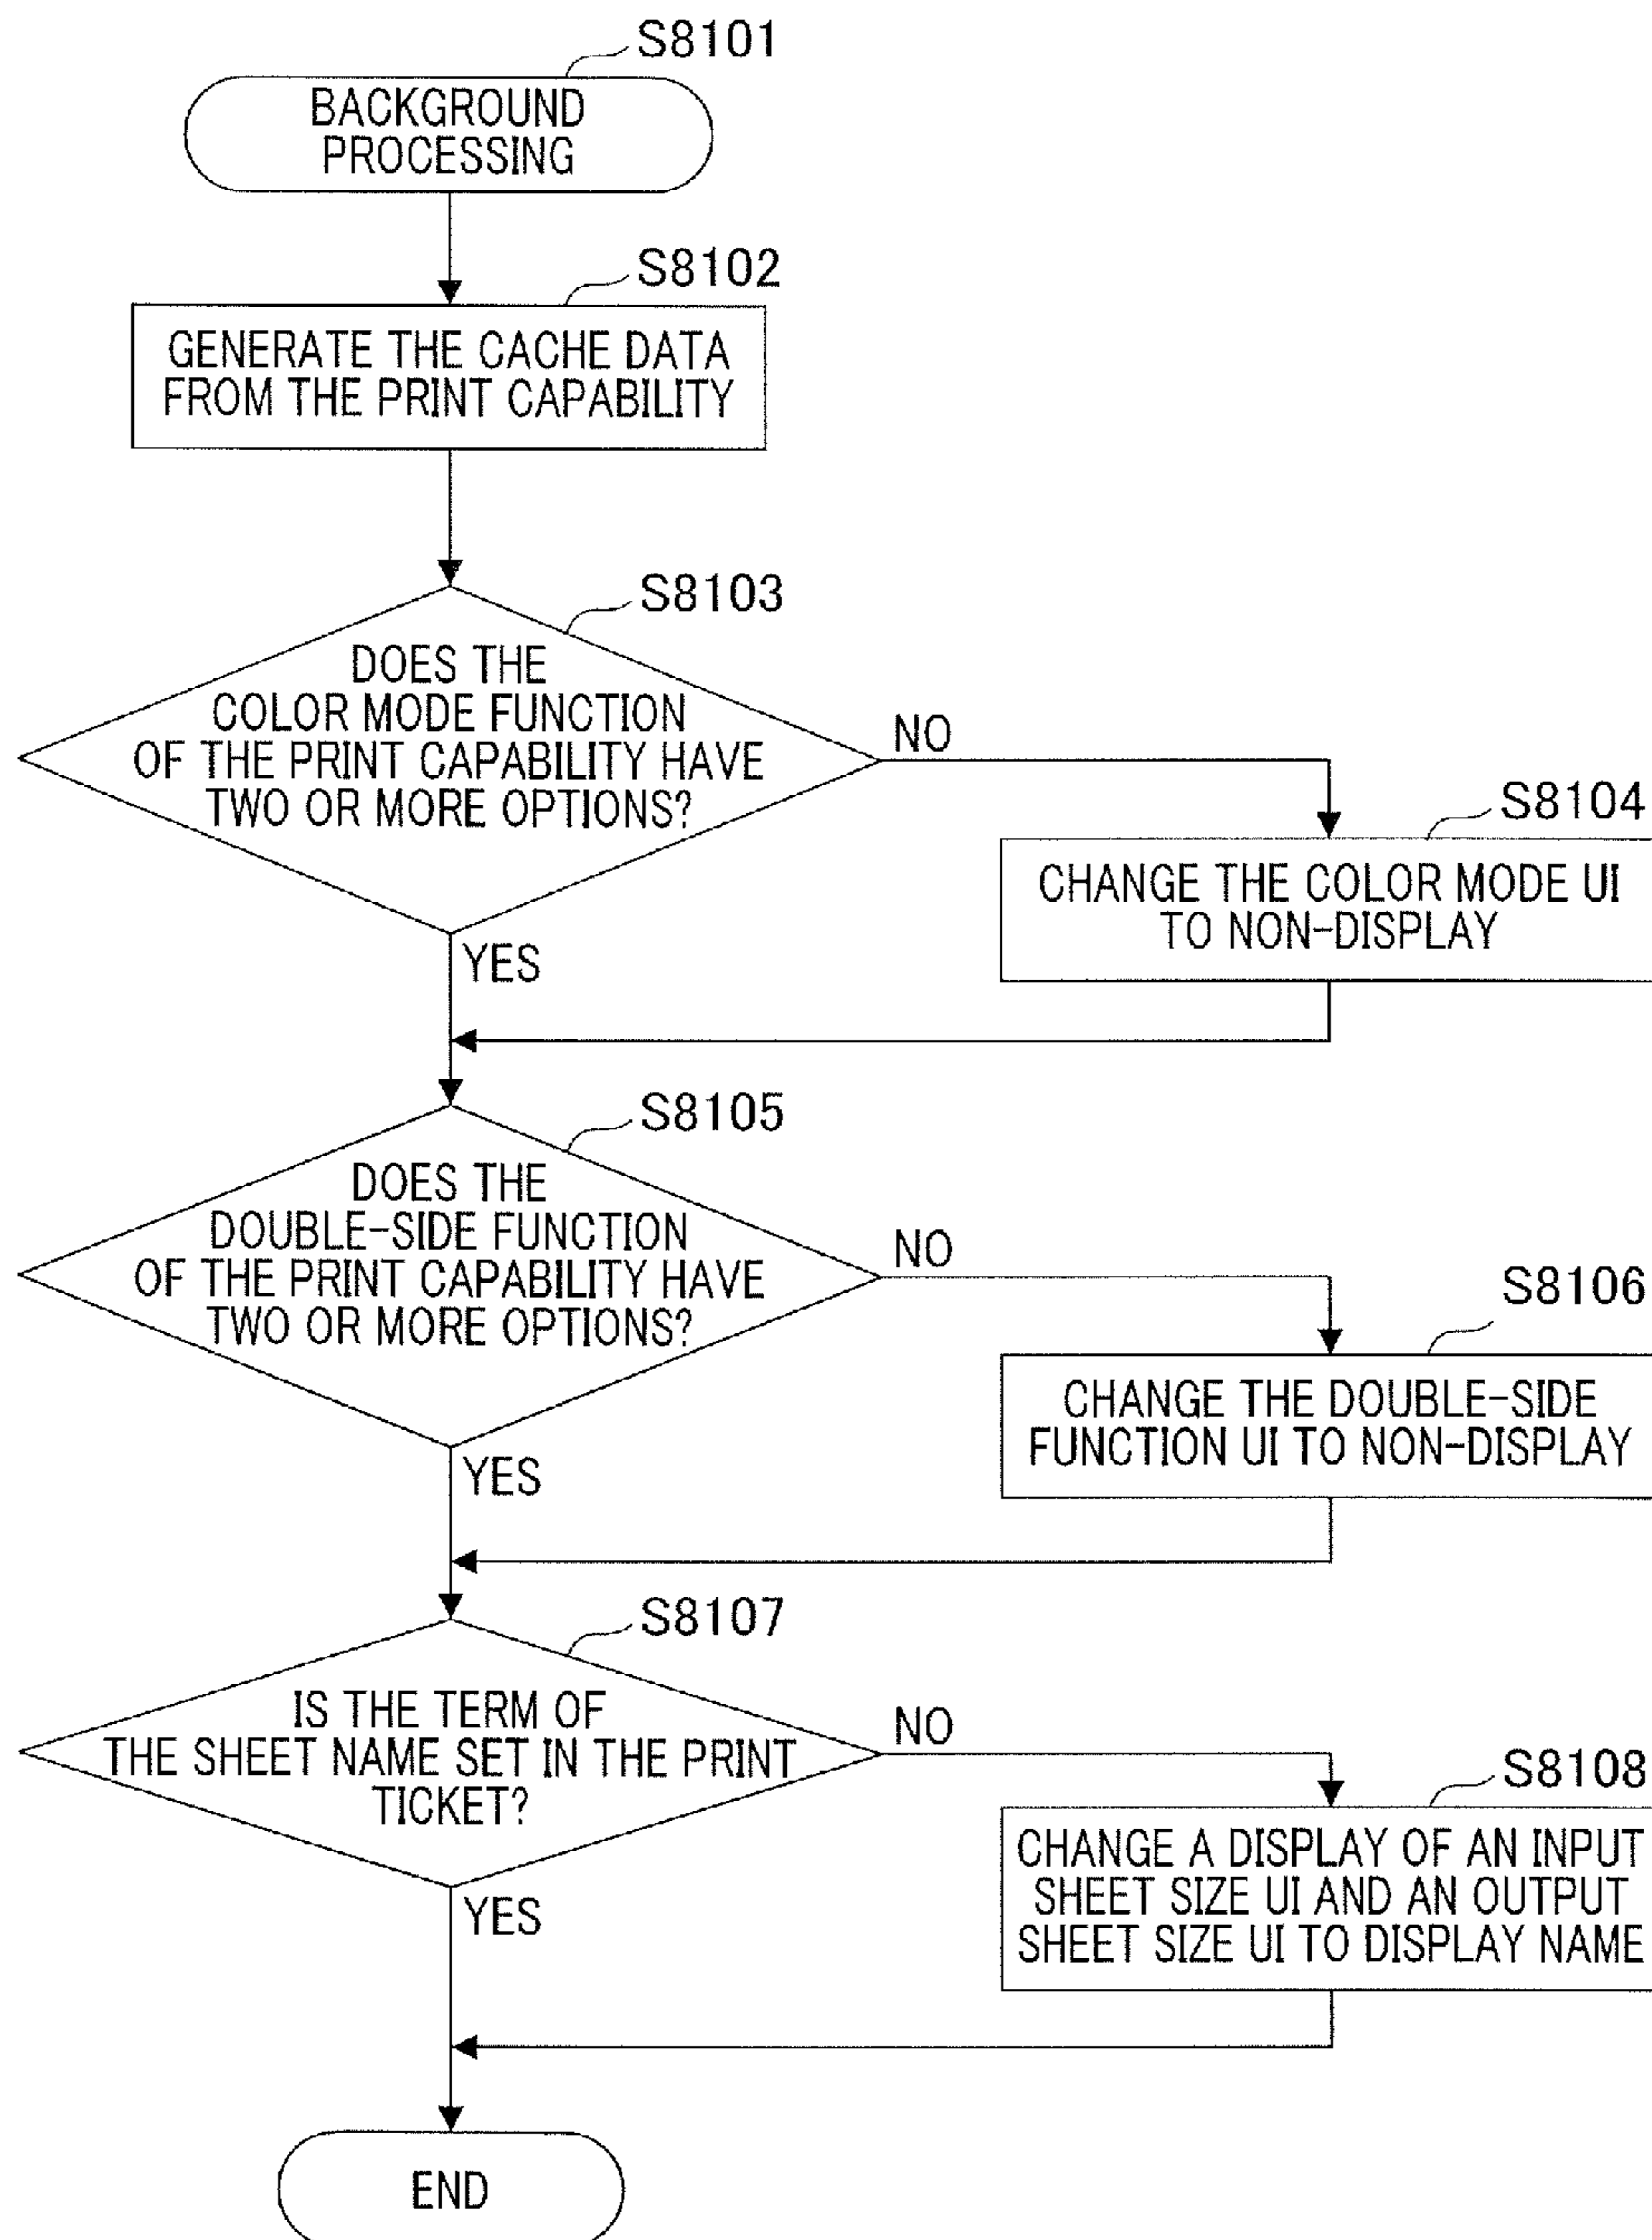 S8101
BACKGROUND
PROCESSING
S8102
GENERATE THE CACHE DATA
FROM THE PRINT CAPABILITY
S8103
DOES THE
COLOR MODE FUNCTION
OF THE PRINT CAPABILITY HAVE
TWO OR MORE OPTIONS?
NO
S8104
CHANGE THE COLOR MODE UI
TO NON-DISPLAY
YES
S8105
DOES THE
DOUBLE-SIDE FUNCTION
OF THE PRINT CAPABILITY HAVE
TWO OR MORE OPTIONS?
NO
S8106
CHANGE THE DOUBLE-SIDE
FUNCTION UI TO NON-DISPLAY
YES
S8107
IS THE TERM OF
THE SHEET NAME SET IN THE PRINT
TICKET?
NO
S8108
CHANGE A DISPLAY OF AN INPUT
SHEET SIZE UI AND AN OUTPUT
SHEET SIZE UI TO DISPLAY NAME
YES
END